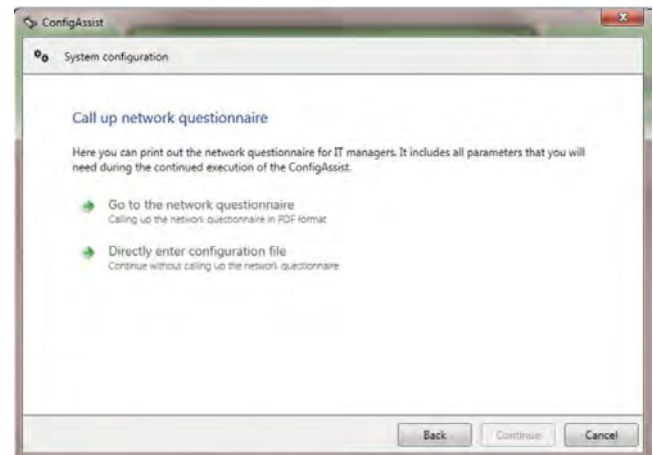 ConfigAssist
System configuration
Call up network questionnaire
Here you can print out the network questionnaire for IT managers. It includes all parameters that you will
need during the continued execution of the ConfigAssist.
Go to the network questionnaire
Calling up the network questionnaire in PDF format
Directly enter configuration file
Continue without calling up the network questionnaire
Back
Continue
Cancel